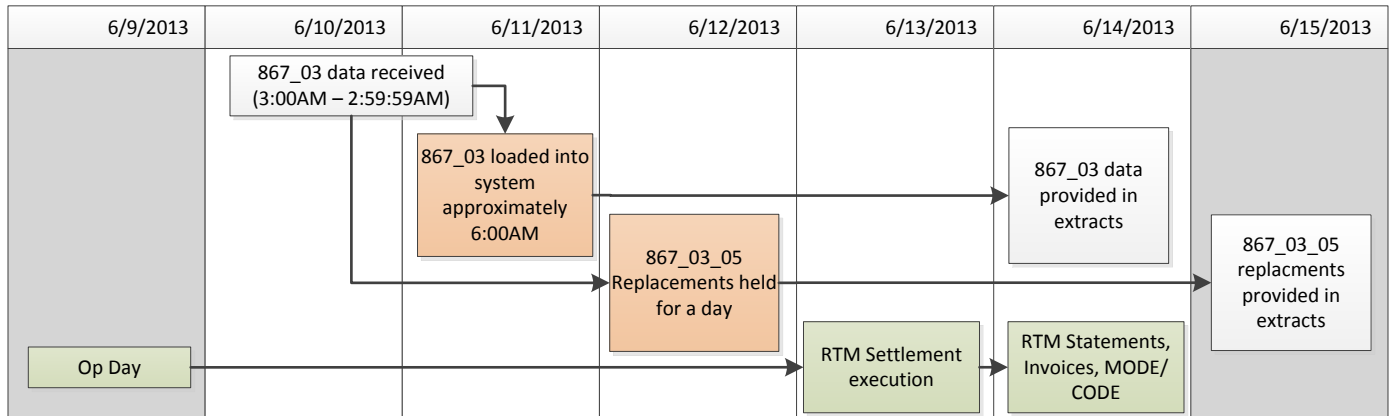 6/9/2013
6/10/2013
6/11/2013
6/12/2013
6/13/2013
6/14/2013
6/15/2013
867_03 data received
(3:00AM – 2:59:59AM)
867_03 loaded into
system
approximately
6:00AM
867_03 data
provided in
extracts
867_03_05
Replacements held
for a day
867_03_05
replacments
provided in
extracts
Op Day
RTM Settlement
execution
RTM Statements,
Invoices, MODE/
CODE